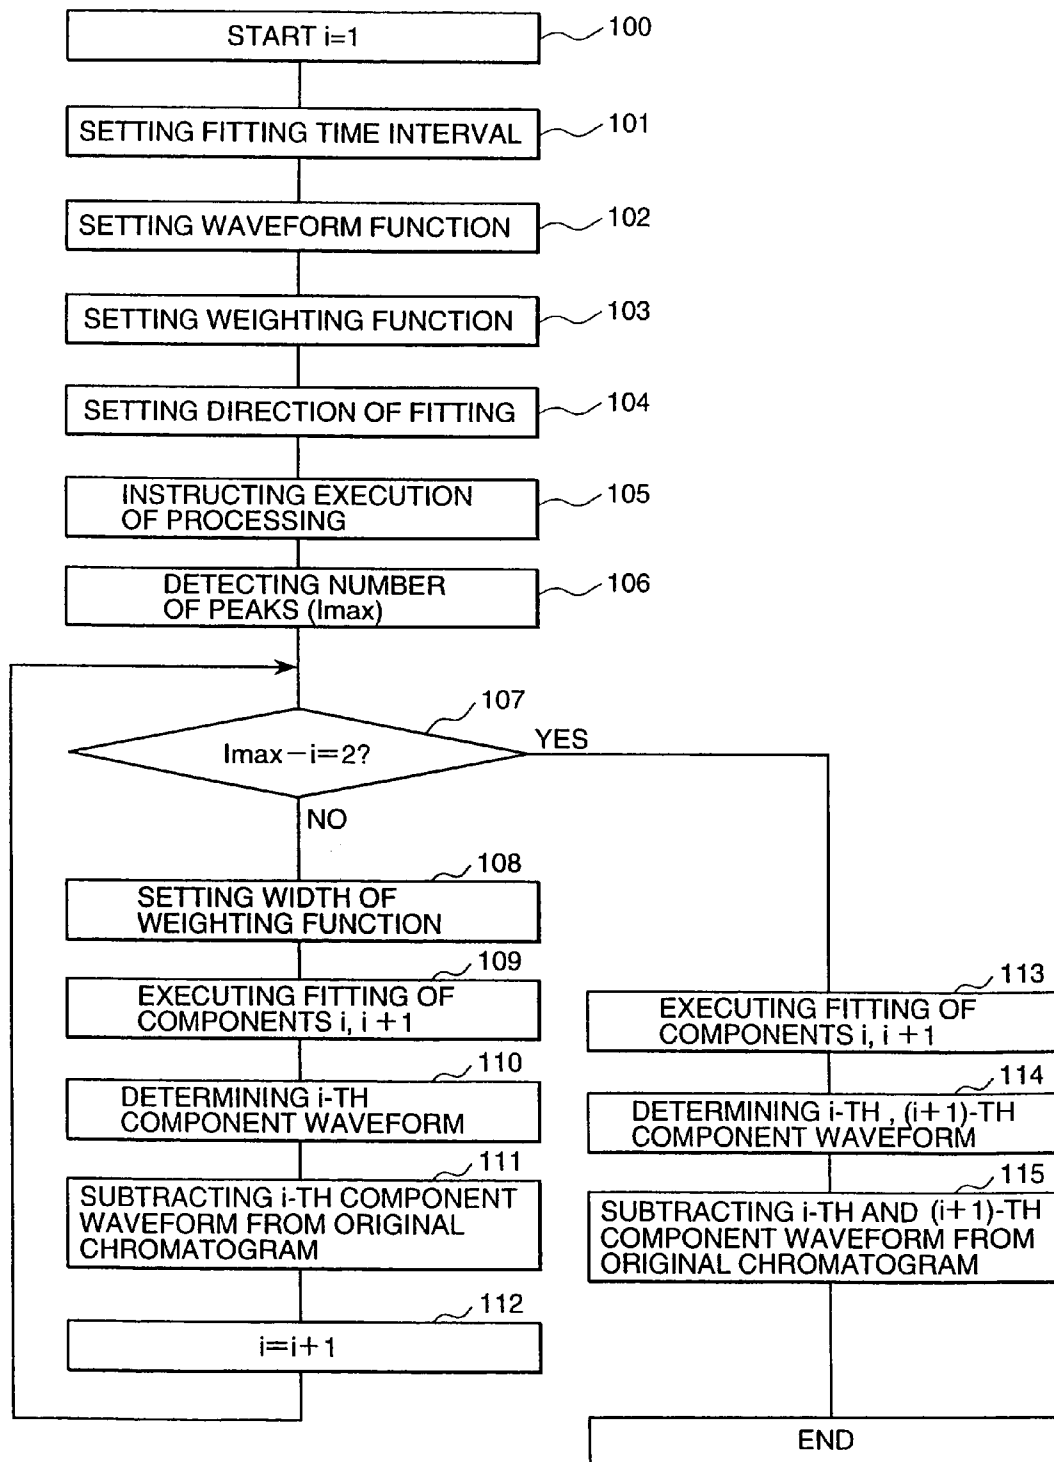 START i=1
100
SETTING FITTING TIME INTERVAL
101
SETTING WAVEFORM FUNCTION
102
SETTING WEIGHTING FUNCTION
103
SETTING DIRECTION OF FITTING
104
INSTRUCTING EXECUTION
OF PROCESSING
105
DETECTING NUMBER
OF PEAKS (Imax)
106
107
Imax−i=2?
YES
NO
108
SETTING WIDTH OF
WEIGHTING FUNCTION
109
EXECUTING FITTING OF
COMPONENTS i, i+1
110
DETERMINING i-TH
COMPONENT WAVEFORM
111
SUBTRACTING i-TH COMPONENT
WAVEFORM FROM ORIGINAL
CHROMATOGRAM
112
i=i+1
113
EXECUTING FITTING OF
COMPONENTS i, i+1
114
DETERMINING i-TH , (i+1)-TH
COMPONENT WAVEFORM
115
SUBTRACTING i-TH AND (i+1)-TH
COMPONENT WAVEFORM FROM
ORIGINAL CHROMATOGRAM
END